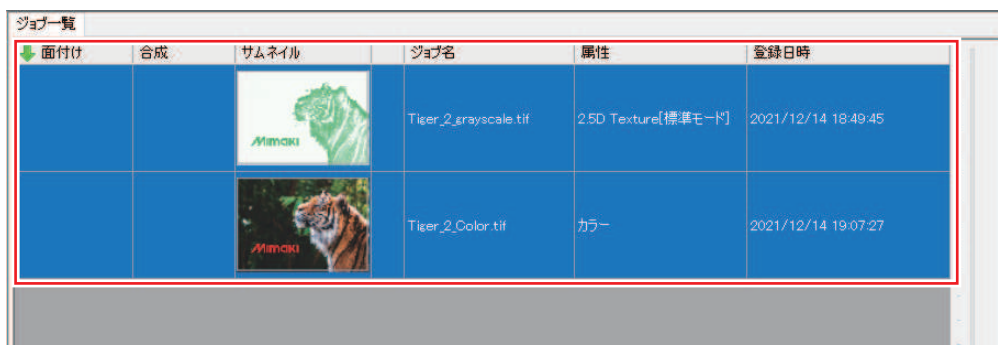 ジョブ一覧
面付け 合成 サムネイル ジョブ名 属性 登録日時
Mimaki
Tiger_2_grayscale.tif 2.5D Texture[標準モード] 2021/12/14 18:49:45
Mimaki
Tiger_2_Color.tif カラー 2021/12/14 19:07:27